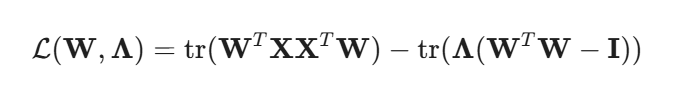 ℒ(𝐖, 𝚲) = tr(𝐖ᵀ𝐗𝐗ᵀ𝐖) − tr(𝚲(𝐖ᵀ𝐖 − 𝐈))